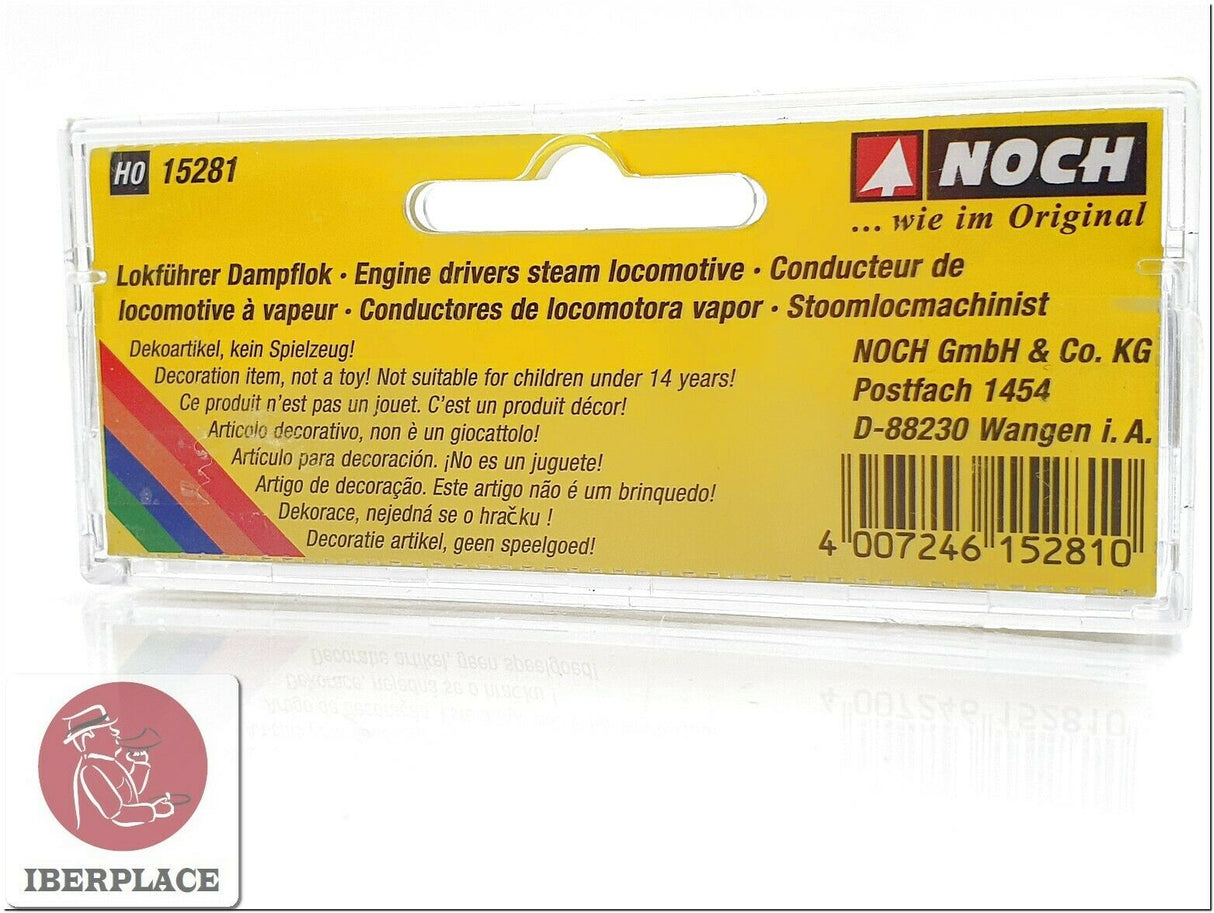 HO 15281
NOCH
... wie im Original
Lokführer Dampflok · Engine drivers steam locomotive · Conducteur de
locomotive à vapeur · Conductores de locomotora vapor · Stoomlocmachinist
Dekoartikel, kein Spielzeug!
Decoration item, not a toy! Not suitable for children under 14 years!
Ce produit n'est pas un jouet. C'est un produit décor!
Articolo decorativo, non è un giocattolo!
Artículo para decoración. ¡No es un juguete!
Artigo de decoração. Este artigo não é um brinquedo!
Dekorace, nejedná se o hračku !
Decoratie artikel, geen speelgoed!
NOCH GmbH & Co. KG
Postfach 1454
D-88230 Wangen i. A.
4 007246 152810
IBERPLACE